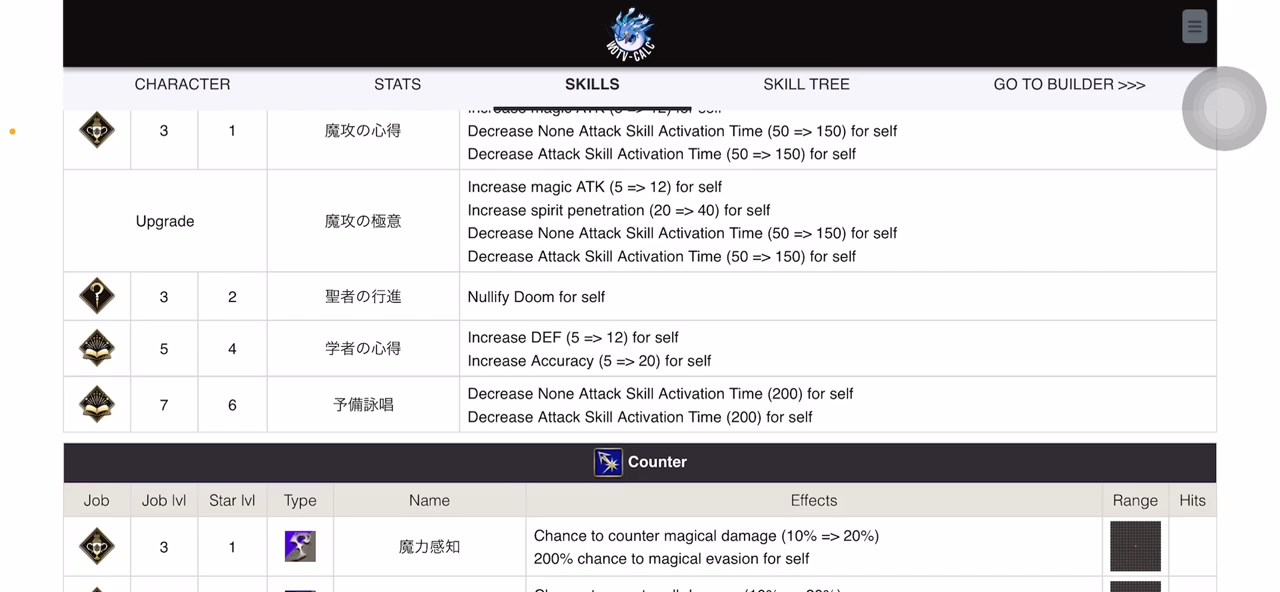 WOTV-CALC
CHARACTER STATS SKILLS SKILL TREE GO TO BUILDER >>>
Increase magic ATK (5 => 12) for self
3 1 魔攻の心得 Decrease None Attack Skill Activation Time (50 => 150) for self
Decrease Attack Skill Activation Time (50 => 150) for self
Increase magic ATK (5 => 12) for self
Upgrade 魔攻の極意 Increase spirit penetration (20 => 40) for self
Decrease None Attack Skill Activation Time (50 => 150) for self
Decrease Attack Skill Activation Time (50 => 150) for self
3 2 聖者の行進 Nullify Doom for self
5 4 学者の心得 Increase DEF (5 => 12) for self
Increase Accuracy (5 => 20) for self
7 6 予備詠唱 Decrease None Attack Skill Activation Time (200) for self
Decrease Attack Skill Activation Time (200) for self
Counter
Job Job lvl Star lvl Type Name Effects Range Hits
3 1 魔力感知 Chance to counter magical damage (10% => 20%)
200% chance to magical evasion for self